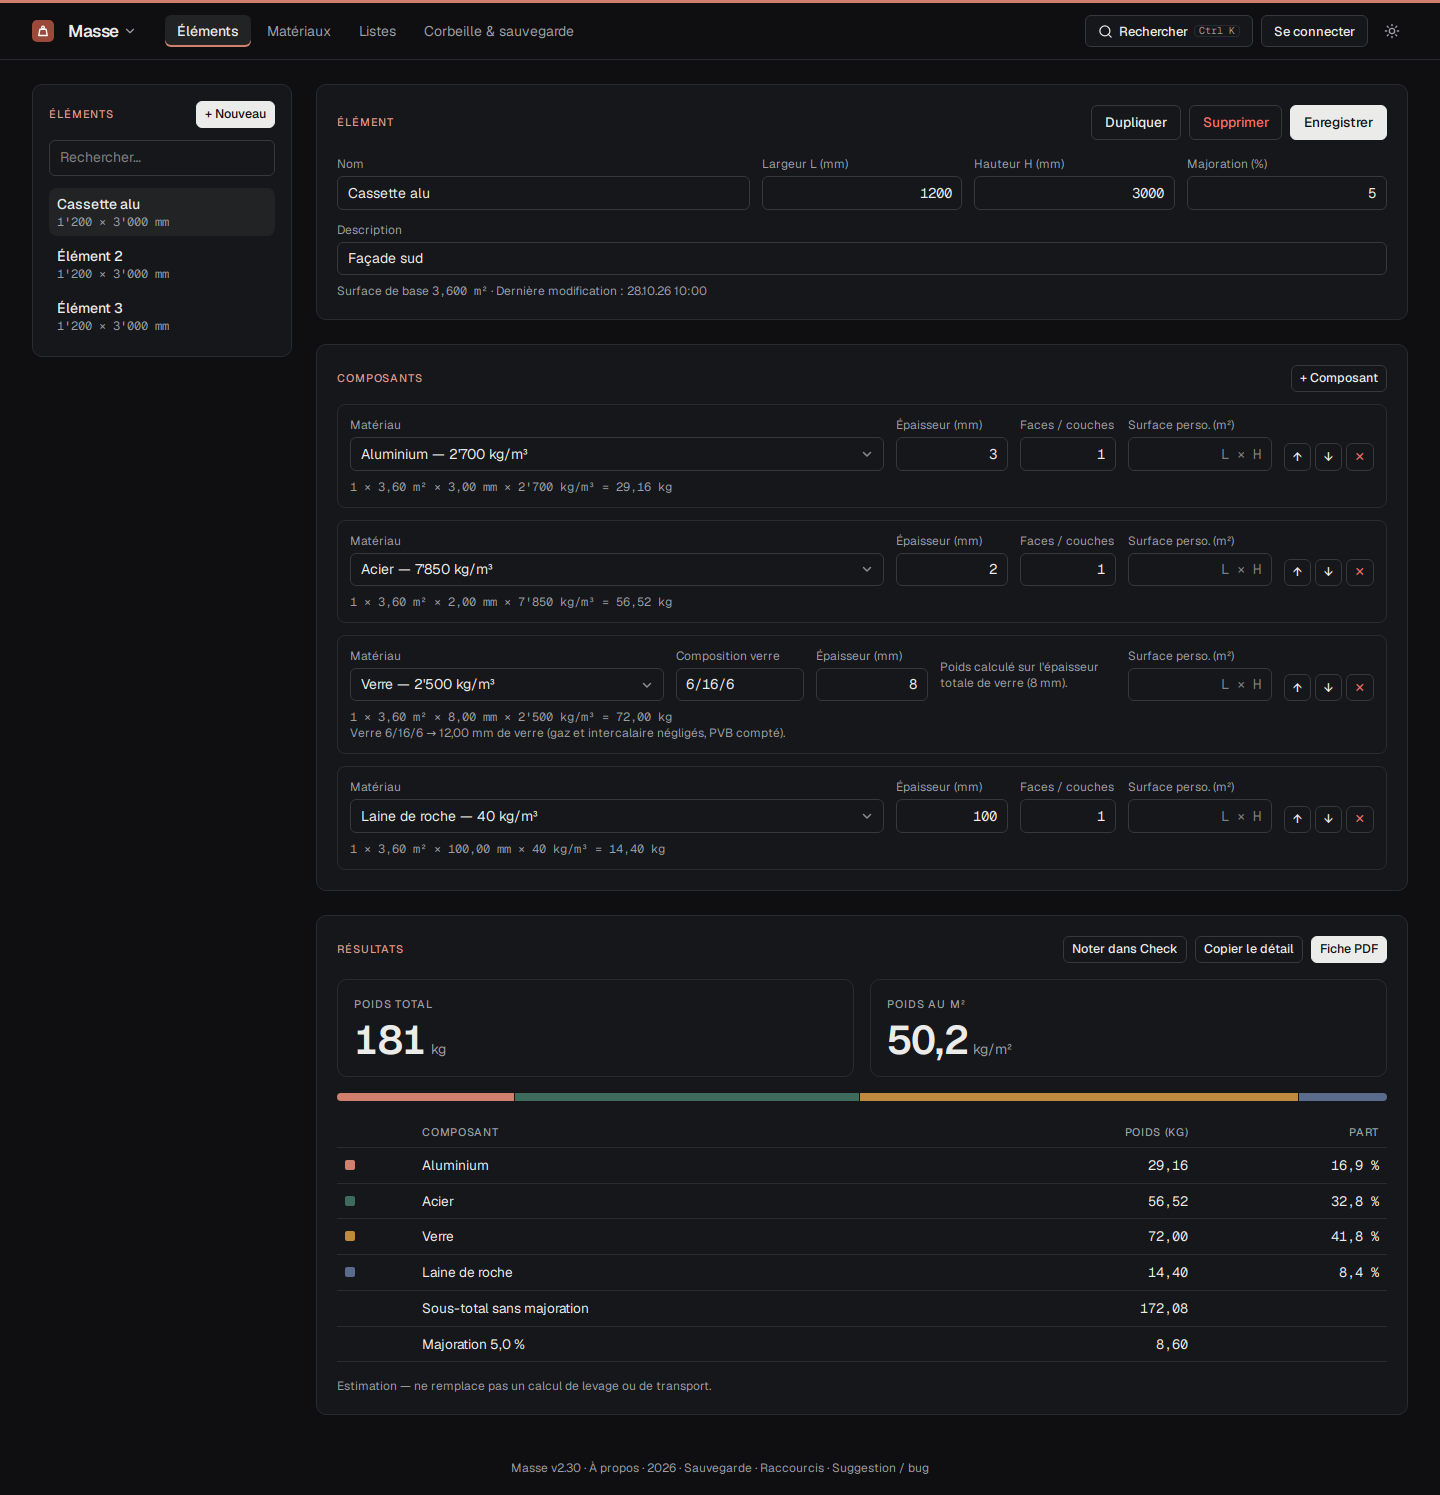 Masse
Éléments
Matériaux
Listes
Corbeille & sauvegarde
Rechercher Ctrl K
Se connecter
ÉLÉMENTS
+ Nouveau
Rechercher…
Cassette alu
1'200 × 3'000 mm
Élément 2
1'200 × 3'000 mm
Élément 3
1'200 × 3'000 mm
ÉLÉMENT
Dupliquer
Supprimer
Enregistrer
Nom
Largeur L (mm)
Hauteur H (mm)
Majoration (%)
Cassette alu
1200
3000
5
Description
Façade sud
Surface de base 3,600 m² · Dernière modification : 28.10.26 10:00
COMPOSANTS
+ Composant
Matériau
Épaisseur (mm)
Faces / couches
Surface perso. (m²)
Aluminium — 2'700 kg/m³
3
1
L × H
↑ ↓ ×
1 × 3,60 m² × 3,00 mm × 2'700 kg/m³ = 29,16 kg
Matériau
Épaisseur (mm)
Faces / couches
Surface perso. (m²)
Acier — 7'850 kg/m³
2
1
L × H
↑ ↓ ×
1 × 3,60 m² × 2,00 mm × 7'850 kg/m³ = 56,52 kg
Matériau
Composition verre
Épaisseur (mm)
Poids calculé sur l'épaisseur
totale de verre (8 mm).
Surface perso. (m²)
Verre — 2'500 kg/m³
6/16/6
8
L × H
↑ ↓ ×
1 × 3,60 m² × 8,00 mm × 2'500 kg/m³ = 72,00 kg
Verre 6/16/6 → 12,00 mm de verre (gaz et intercalaire négligés, PVB compté).
Matériau
Épaisseur (mm)
Faces / couches
Surface perso. (m²)
Laine de roche — 40 kg/m³
100
1
L × H
↑ ↓ ×
1 × 3,60 m² × 100,00 mm × 40 kg/m³ = 14,40 kg
RÉSULTATS
Noter dans Check
Copier le détail
Fiche PDF
POIDS TOTAL
181 kg
POIDS AU M²
50,2 kg/m²
COMPOSANT POIDS (KG) PART
Aluminium 29,16 16,9 %
Acier 56,52 32,8 %
Verre 72,00 41,8 %
Laine de roche 14,40 8,4 %
Sous-total sans majoration 172,08
Majoration 5,0 % 8,60
Estimation — ne remplace pas un calcul de levage ou de transport.
Masse v2.30 · À propos · 2026 · Sauvegarde · Raccourcis · Suggestion / bug